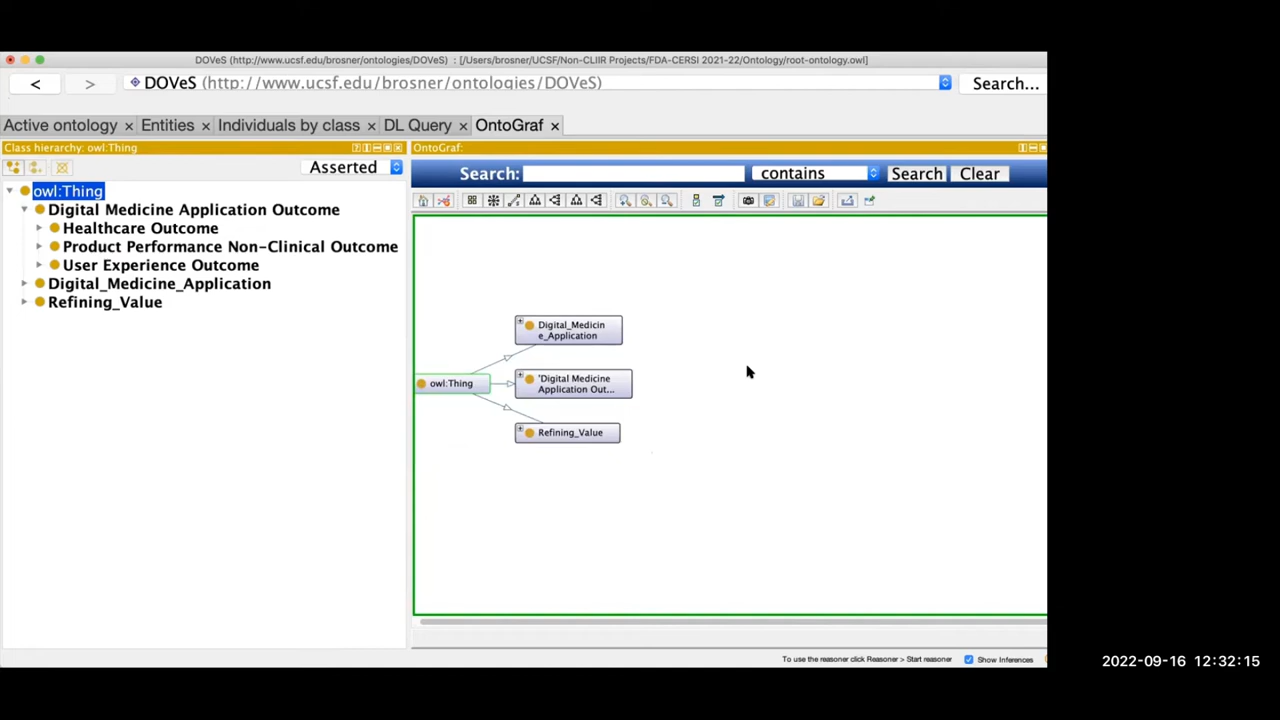 DOVeS (http://www.ucsf.edu/brosner/ontologies/DOVeS) : [/Users/brosner/UCSF/Non-CLIIR Projects/FDA-CERSI 2021-22/Ontology/root-ontology.owl]
< > DOVeS (http://www.ucsf.edu/brosner/ontologies/DOVeS) Search...
Active ontology × Entities × Individuals by class × DL Query × OntoGraf ×
Class hierarchy: owl:Thing
OntoGraf:
Asserted
Search: contains Search Clear
owl:Thing
Digital Medicine Application Outcome
Healthcare Outcome
Product Performance Non-Clinical Outcome
User Experience Outcome
Digital_Medicine_Application
Refining_Value
Digital_Medicin
e_Application
owl:Thing
'Digital Medicine
Application Out...
Refining_Value
To use the reasoner click Reasoner > Start reasoner Show Inferences
2022-09-16 12:32:15